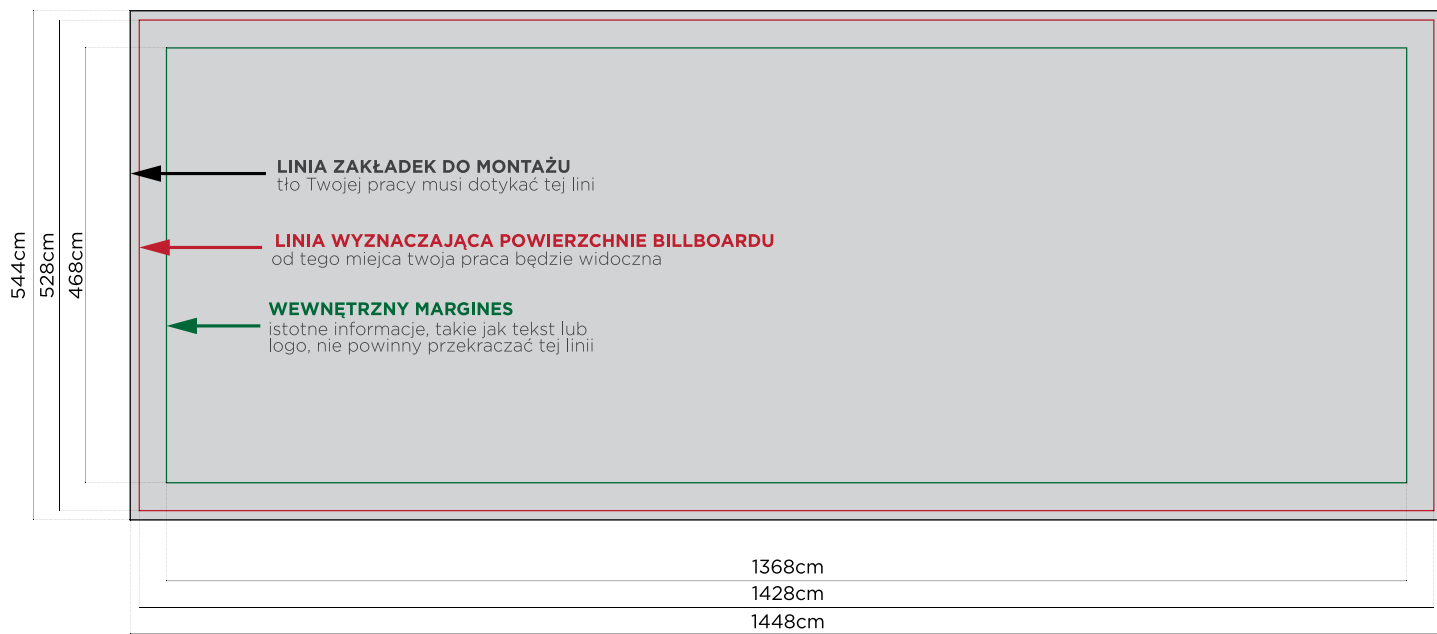 LINIA ZAKŁADEK DO MONTAŻU
tło Twojej pracy musi dotykać tej lini
LINIA WYZNACZAJĄCA POWIERZCHNIE BILLBOARDU
od tego miejca twoja praca będzie widoczna
WEWNĘTRZNY MARGINES
istotne informacje, takie jak tekst lub
logo, nie powinny przekraczać tej linii
544cm
528cm
468cm
1368cm
1428cm
1448cm